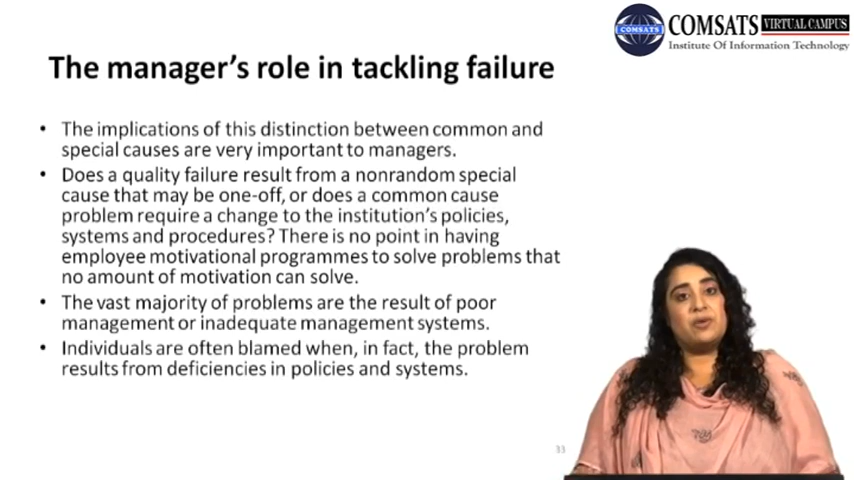 COMSATS VIRTUAL CAMPUS
COMSATS
Institute Of Information Technology
The manager's role in tackling failure
• The implications of this distinction between common and
special causes are very important to managers.
• Does a quality failure result from a nonrandom special
cause that may be one-off, or does a common cause
problem require a change to the institution's policies,
systems and procedures? There is no point in having
employee motivational programmes to solve problems that
no amount of motivation can solve.
• The vast majority of problems are the result of poor
management or inadequate management systems.
• Individuals are often blamed when, in fact, the problem
results from deficiencies in policies and systems.
33